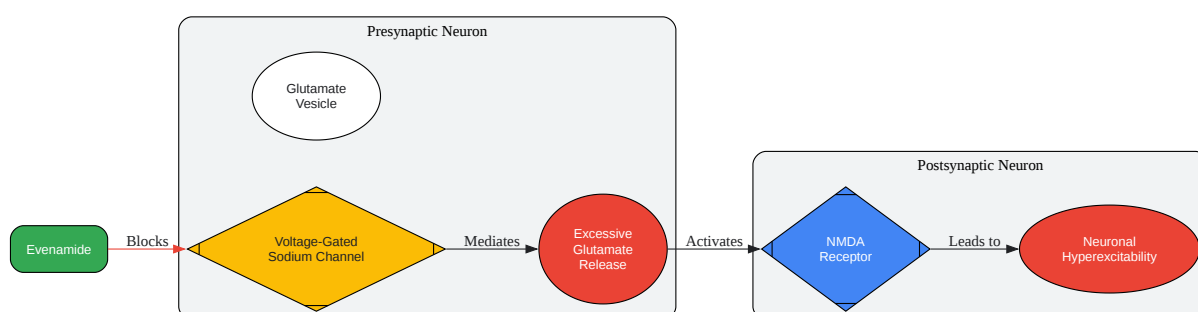 Presynaptic Neuron
Glutamate
Vesicle
Evenamide
Blocks
Voltage-Gated
Sodium Channel
Mediates
Excessive
Glutamate
Release
Activates
Postsynaptic Neuron
NMDA
Receptor
Leads to
Neuronal
Hyperexcitability